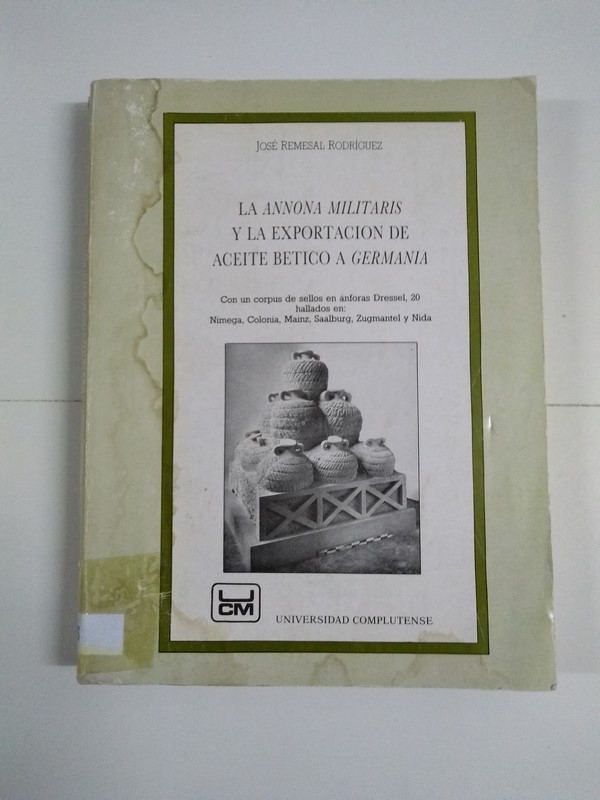 JOSÉ REMESAL RODRÍGUEZ
LA ANNONA MILITARIS
Y LA EXPORTACION DE
ACEITE BETICO A GERMANIA
Con un corpus de sellos en ánforas Dressel, 20
hallados en:
Nimega, Colonia, Mainz, Saalburg, Zugmantel y Nida
UCM
UNIVERSIDAD COMPLUTENSE